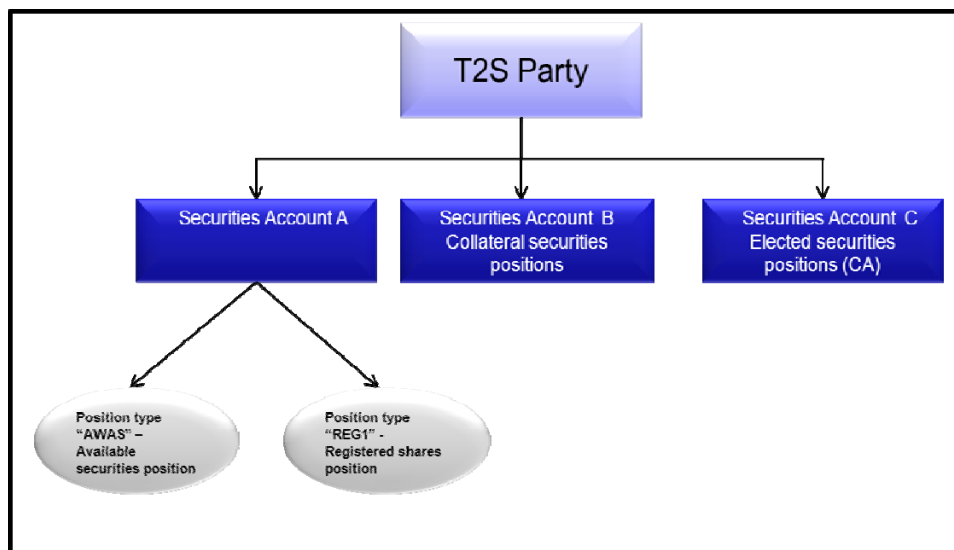 T2S Party
Securities Account A
Securities Account B
Collateral securities
positions
Securities Account C
Elected securities
positions (CA)
Position type
“AWAS” –
Available
securities position
Position type
“REG1” -
Registered shares
position